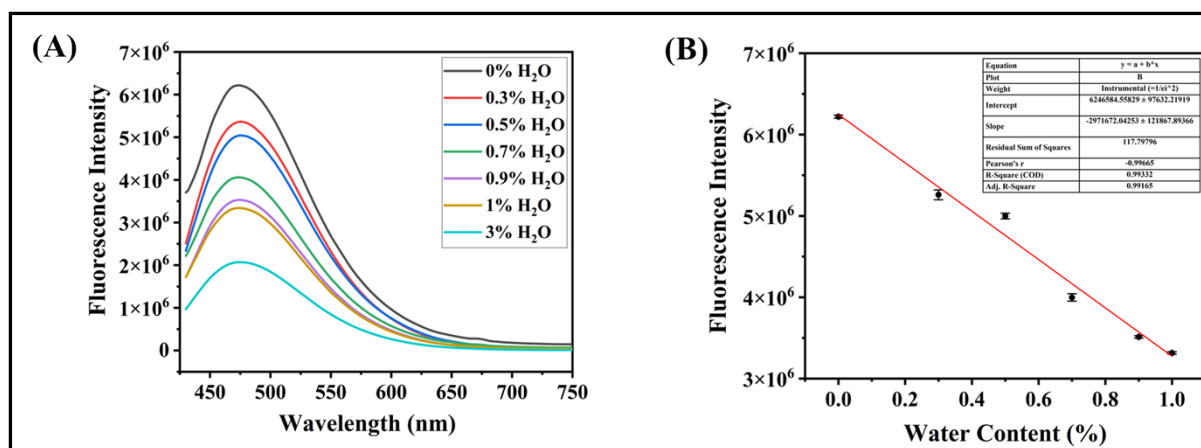 (A)
7×10⁶
6×10⁶
5×10⁶
4×10⁶
3×10⁶
2×10⁶
1×10⁶
0
Fluorescence Intensity
0% H₂O
0.3% H₂O
0.5% H₂O
0.7% H₂O
0.9% H₂O
1% H₂O
3% H₂O
450 500 550 600 650 700 750
Wavelength (nm)
(B)
7×10⁶
6×10⁶
5×10⁶
4×10⁶
3×10⁶
Fluorescence Intensity
Equation y = a + b*x
Plot B
Weight Instrumental (=1/ei^2)
Intercept 6246584.55829 ± 97632.21919
Slope -2971672.04253 ± 121867.89366
Residual Sum of Squares 117.79796
Pearson's r -0.99665
R-Square (COD) 0.99332
Adj. R-Square 0.99165
0.0 0.2 0.4 0.6 0.8 1.0
Water Content (%)